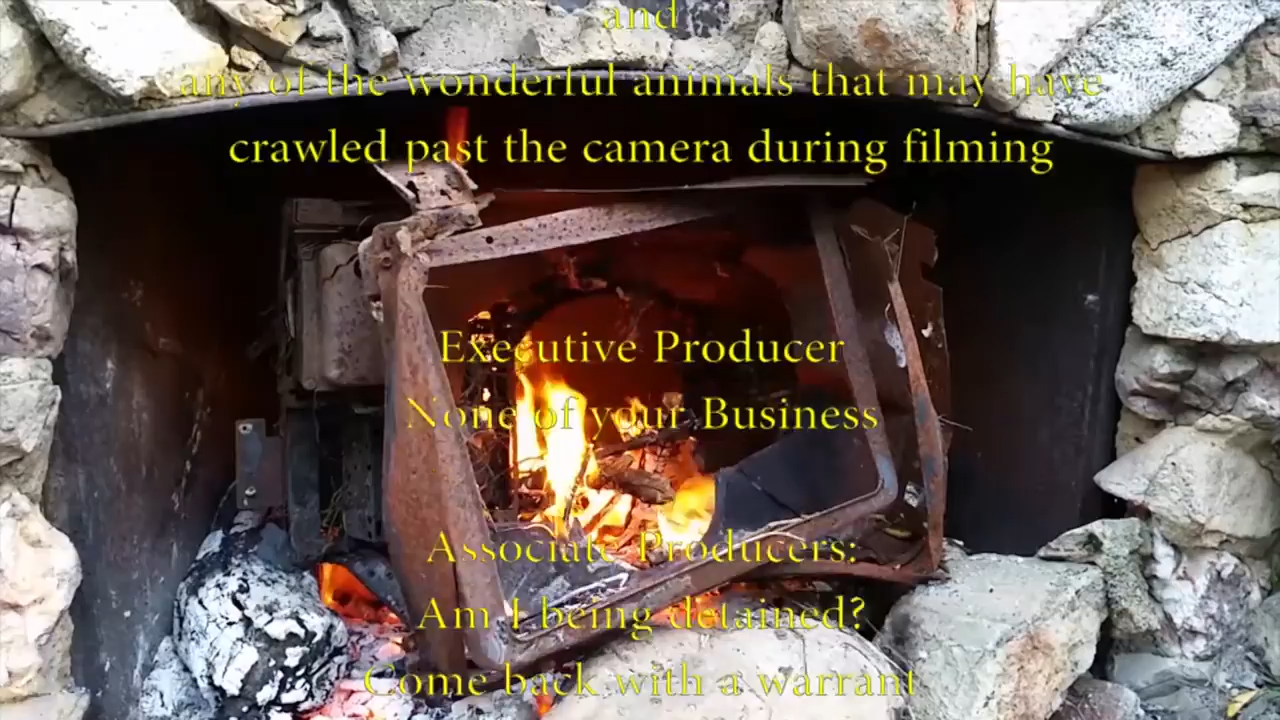 and
any of the wonderful animals that may have
crawled past the camera during filming
Executive Producer
None of your Business
Associate Producers:
Am I being detained?
Come back with a warrant